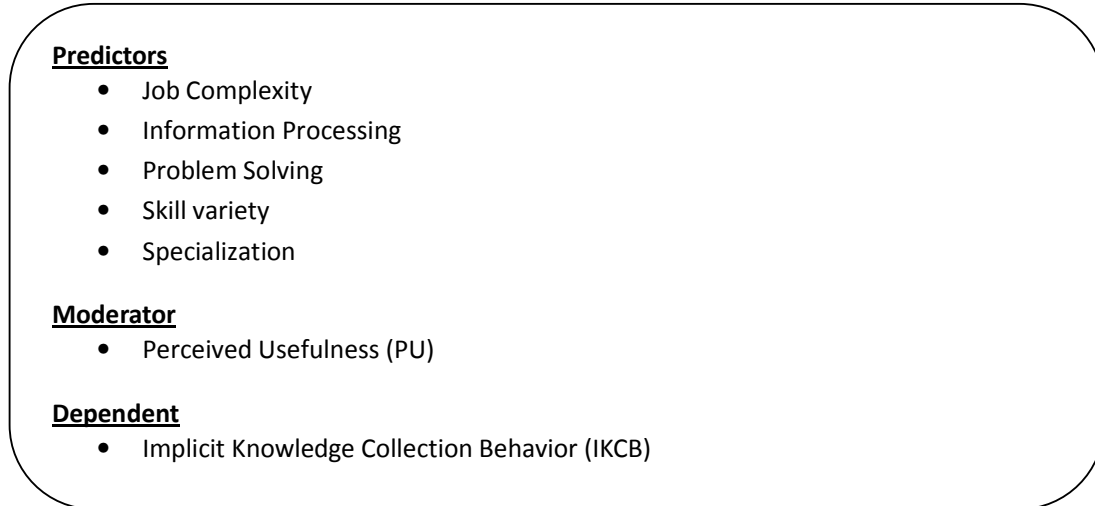 Predictors
• Job Complexity
• Information Processing
• Problem Solving
• Skill variety
• Specialization
Moderator
• Perceived Usefulness (PU)
Dependent
• Implicit Knowledge Collection Behavior (IKCB)